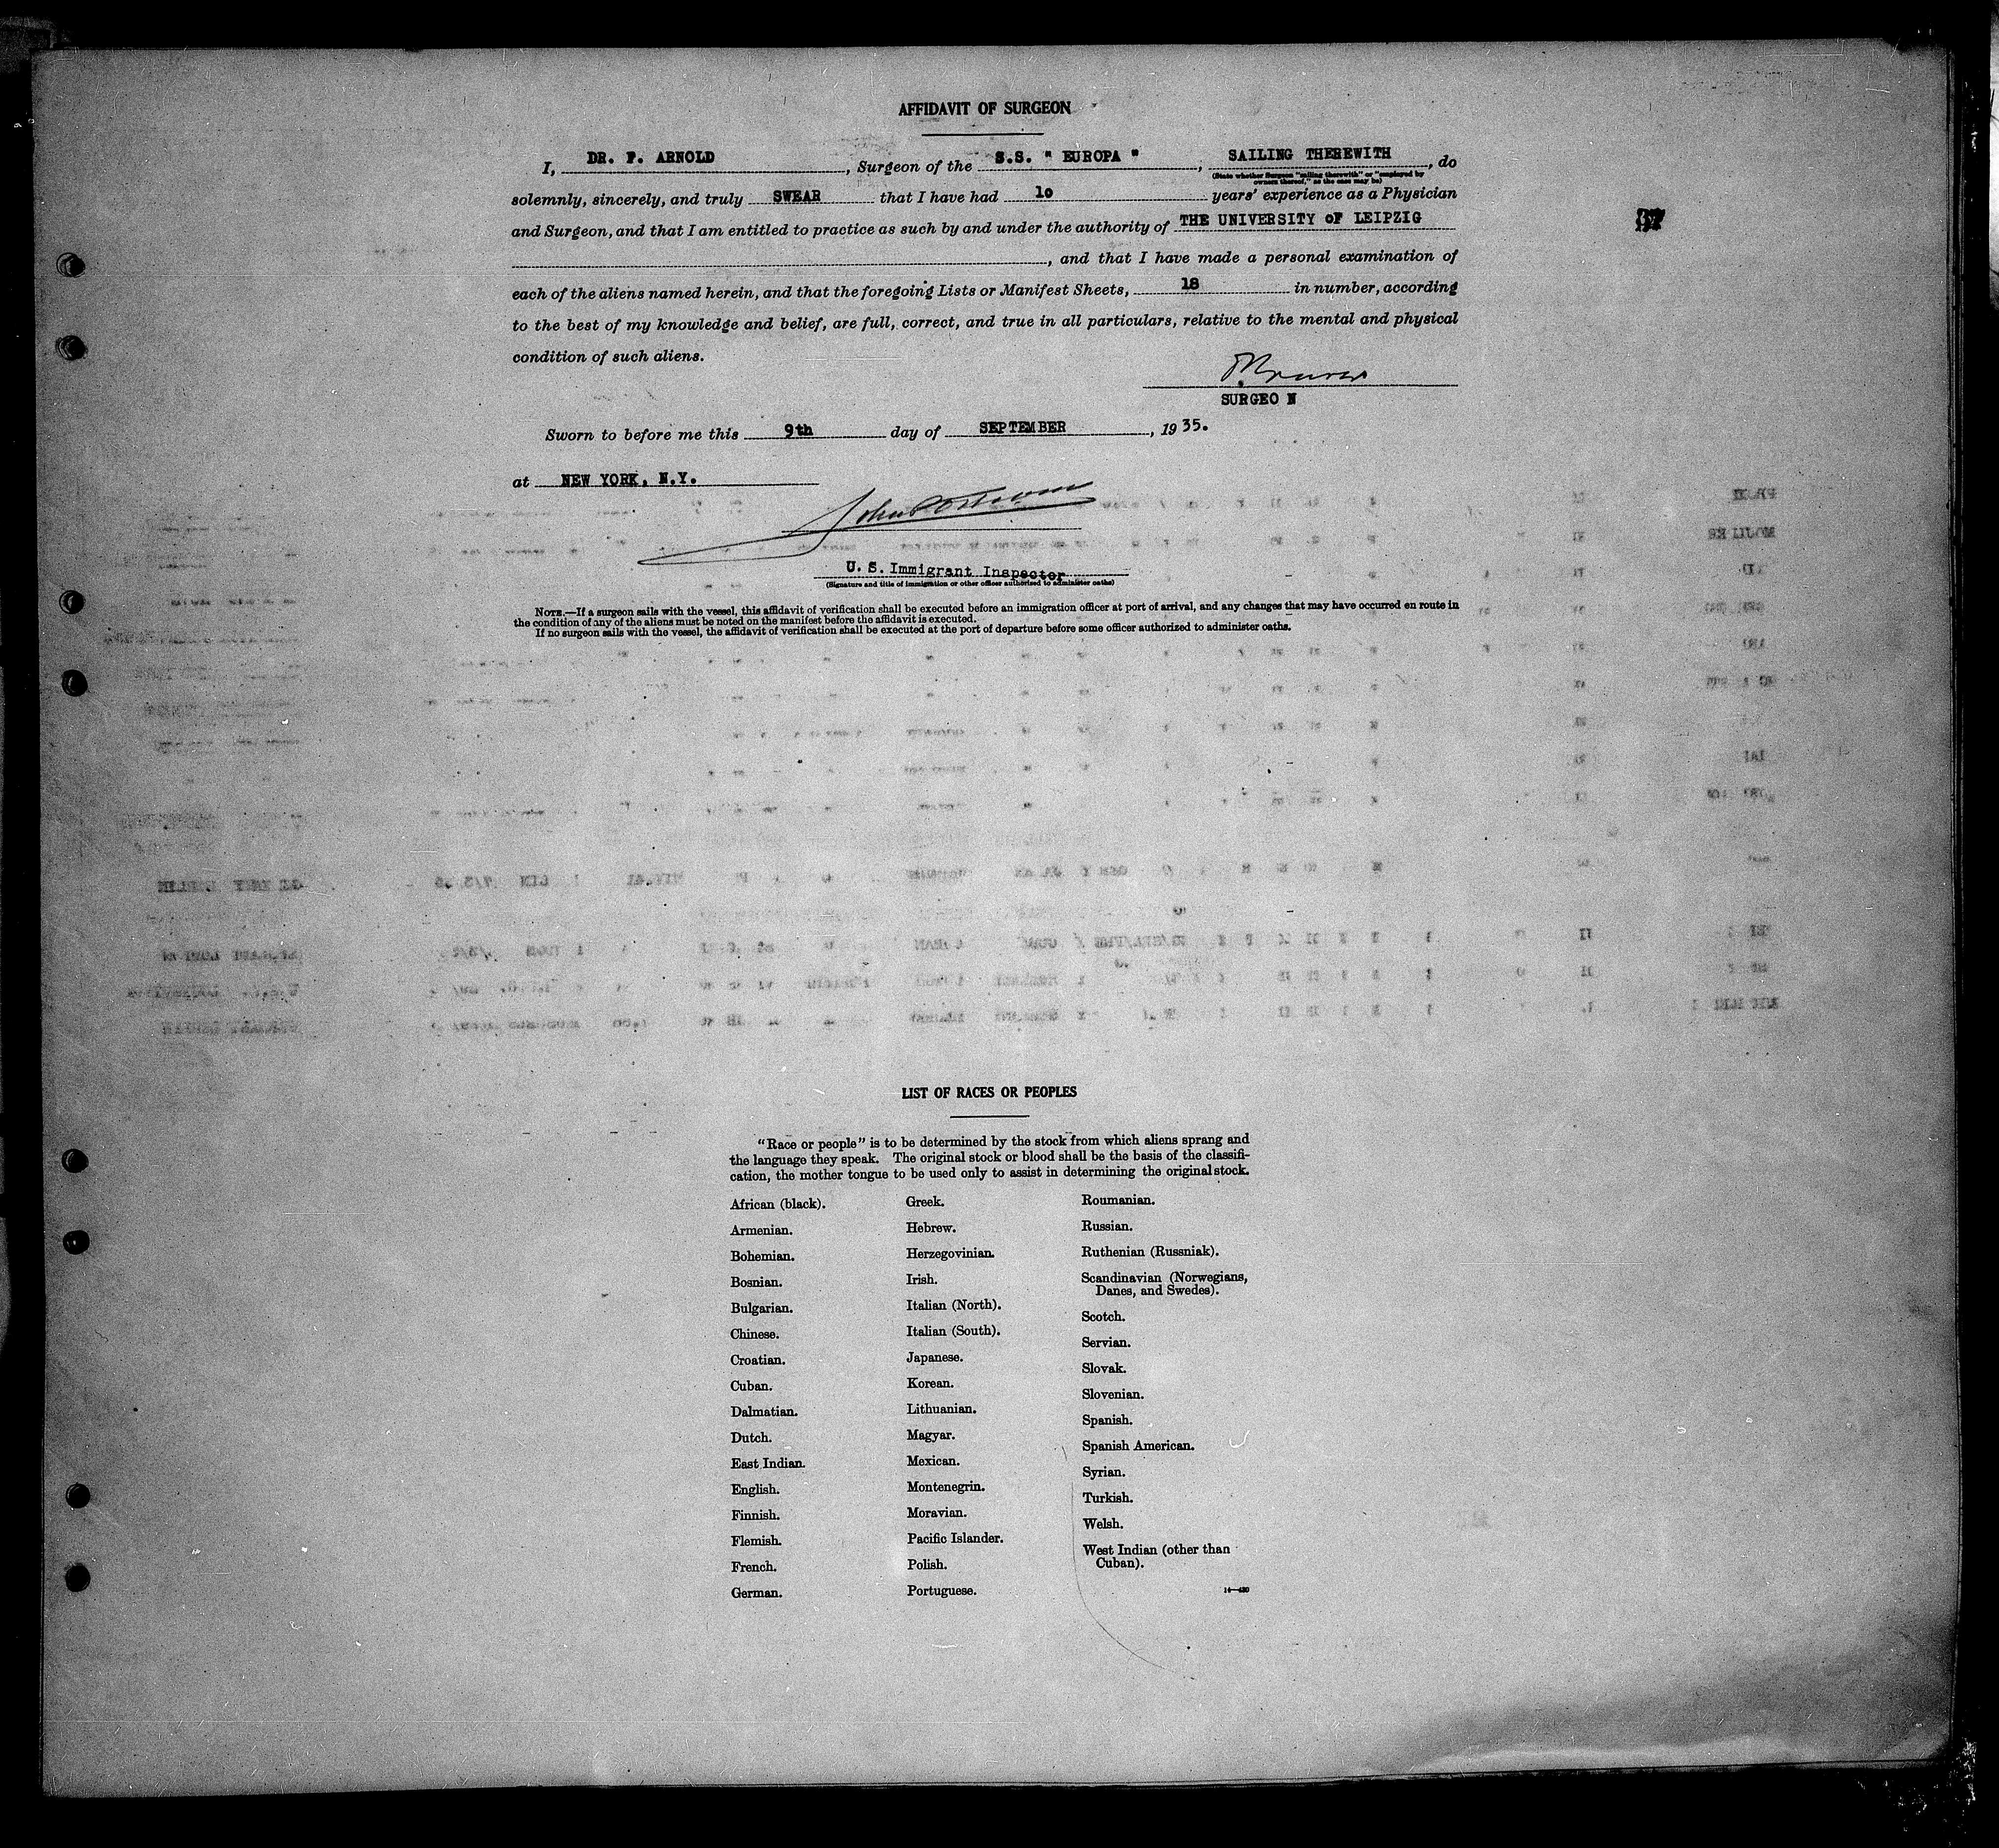 AFFIDAVIT OF SURGEON
I, DR. F. ARNOLD, Surgeon of the S.S. " EUROPA ", SAILING THEREWITH, do
(State whether Surgeon "sailing therewith" or "employed by
owners thereof," as the case may be)
solemnly, sincerely, and truly SWEAR that I have had 1o years' experience as a Physician
and Surgeon, and that I am entitled to practice as such by and under the authority of THE UNIVERSITY oF LEIPZIG
, and that I have made a personal examination of
each of the aliens named herein, and that the foregoing Lists or Manifest Sheets, 18 in number, according
to the best of my knowledge and belief, are full, correct, and true in all particulars, relative to the mental and physical
condition of such aliens.
SURGEO N
Sworn to before me this 9th day of SEPTEMBER, 1935.
at NEW YORK, N.Y.
U. S. Immigrant Inspector
(Signature and title of immigration or other officer authorized to administer oaths)
NOTE.—If a surgeon sails with the vessel, this affidavit of verification shall be executed before an immigration officer at port of arrival, and any changes that may have occurred en route in
the condition of any of the aliens must be noted on the manifest before the affidavit is executed.
If no surgeon sails with the vessel, the affidavit of verification shall be executed at the port of departure before some officer authorized to administer oaths.
LIST OF RACES OR PEOPLES
"Race or people" is to be determined by the stock from which aliens sprang and
the language they speak. The original stock or blood shall be the basis of the classifi-
cation, the mother tongue to be used only to assist in determining the original stock.
African (black).
Armenian.
Bohemian.
Bosnian.
Bulgarian.
Chinese.
Croatian.
Cuban.
Dalmatian.
Dutch.
East Indian.
English.
Finnish.
Flemish.
French.
German.
Greek.
Hebrew.
Herzegovinian.
Irish.
Italian (North).
Italian (South).
Japanese.
Korean.
Lithuanian.
Magyar.
Mexican.
Montenegrin.
Moravian.
Pacific Islander.
Polish.
Portuguese.
Roumanian.
Russian.
Ruthenian (Russniak).
Scandinavian (Norwegians,
Danes, and Swedes).
Scotch.
Servian.
Slovak.
Slovenian.
Spanish.
Spanish American.
Syrian.
Turkish.
Welsh.
West Indian (other than
Cuban).